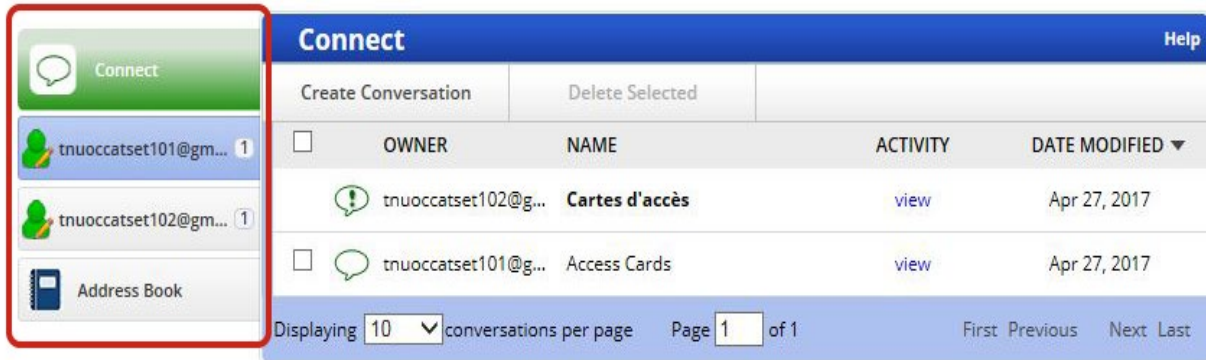 Connect
tnuoccatset101@gm... 1
tnuoccatset102@gm... 1
Address Book
Connect Help
Create Conversation Delete Selected
OWNER NAME ACTIVITY DATE MODIFIED
tnuoccatset102@g... Cartes d'accès view Apr 27, 2017
tnuoccatset101@g... Access Cards view Apr 27, 2017
Displaying 10 conversations per page Page 1 of 1 First Previous Next Last